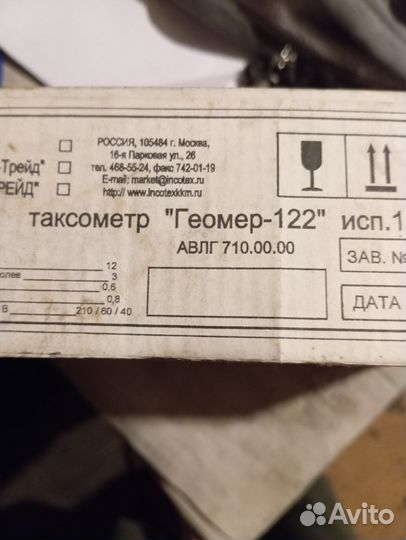 РОССИЯ, 105484 г. Москва,
16-я Парковая ул., 26
-Трейд"
тел. 468-55-24, факс 742-01-19
E-mail: market@incotex.ru
РЕЙД"
http://www.incotexkkm.ru
таксометр "Геомер-122" исп.1
АВЛГ 710.00.00
ЗАВ. №
12
более 3
0,6
0,8
В 210 / 60 / 40
ДАТА
Avito